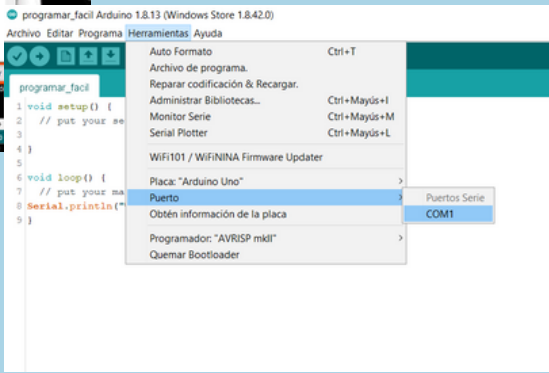 programar_facil Arduino 1.8.13 (Windows Store 1.8.42.0)
Archivo Editar Programa Herramientas Ayuda
programar_facil
Auto Formato Ctrl+T
Archivo de programa.
Reparar codificación & Recargar.
Administrar Bibliotecas... Ctrl+Mayús+I
Monitor Serie Ctrl+Mayús+M
Serial Plotter Ctrl+Mayús+L
WiFi101 / WiFiNINA Firmware Updater
Placa: "Arduino Uno"
Puerto
Obtén información de la placa
Programador: "AVRISP mkII"
Quemar Bootloader
Puertos Serie
COM1
1 void setup() {
2 // put your se
3
4 }
5
6 void loop() {
7 // put your ma
8 Serial.println("
9 }